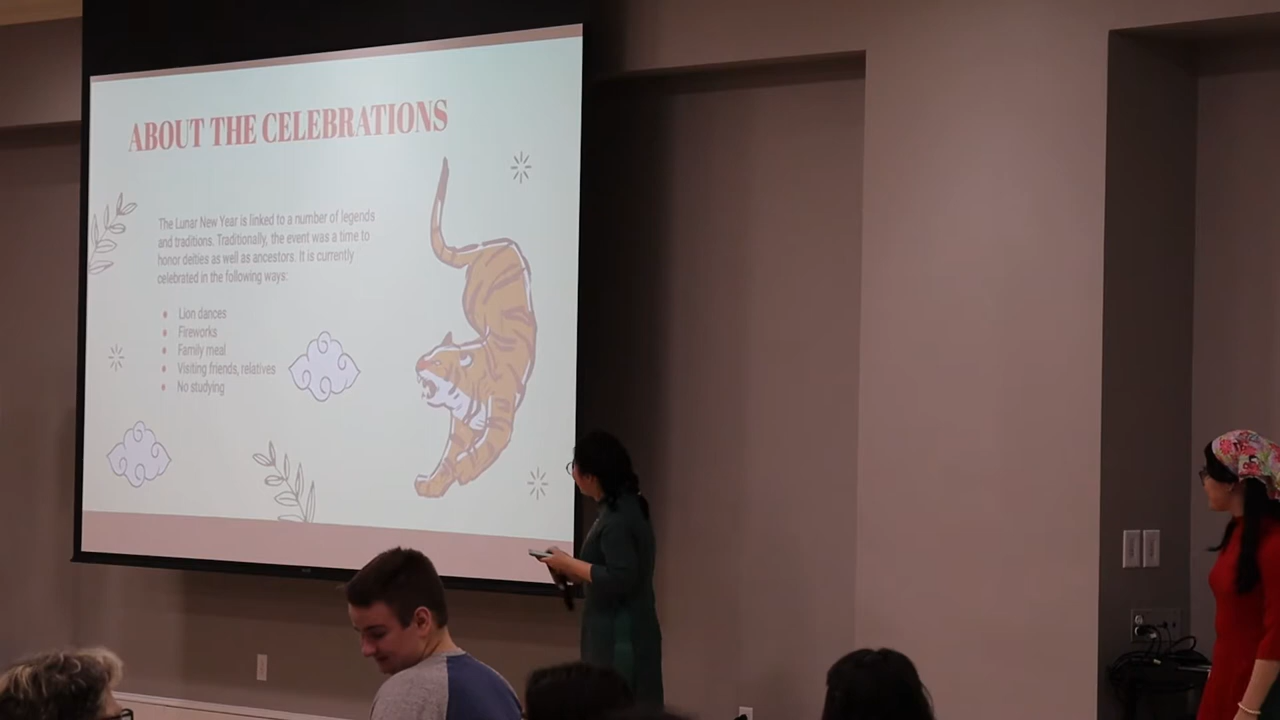 ABOUT THE CELEBRATIONS
The Lunar New Year is linked to a number of legends
and traditions. Traditionally, the event was a time to
honor deities as well as ancestors. It is currently
celebrated in the following ways:
Lion dances
Fireworks
Family meal
Visiting friends, relatives
No studying